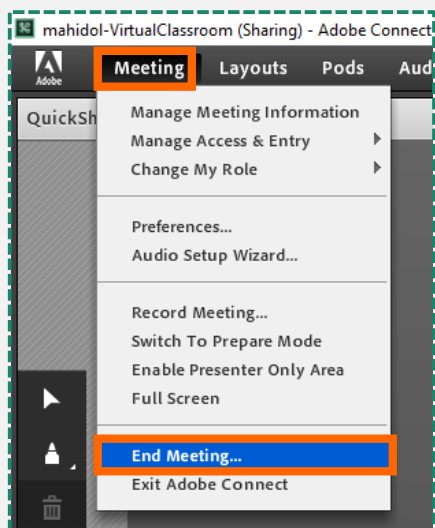 mahidol-VirtualClassroom (Sharing) - Adobe Connect
Adobe
Meeting Layouts Pods Aud
QuickSh
Manage Meeting Information
Manage Access & Entry
Change My Role
Preferences...
Audio Setup Wizard...
Record Meeting...
Switch To Prepare Mode
Enable Presenter Only Area
Full Screen
End Meeting...
Exit Adobe Connect